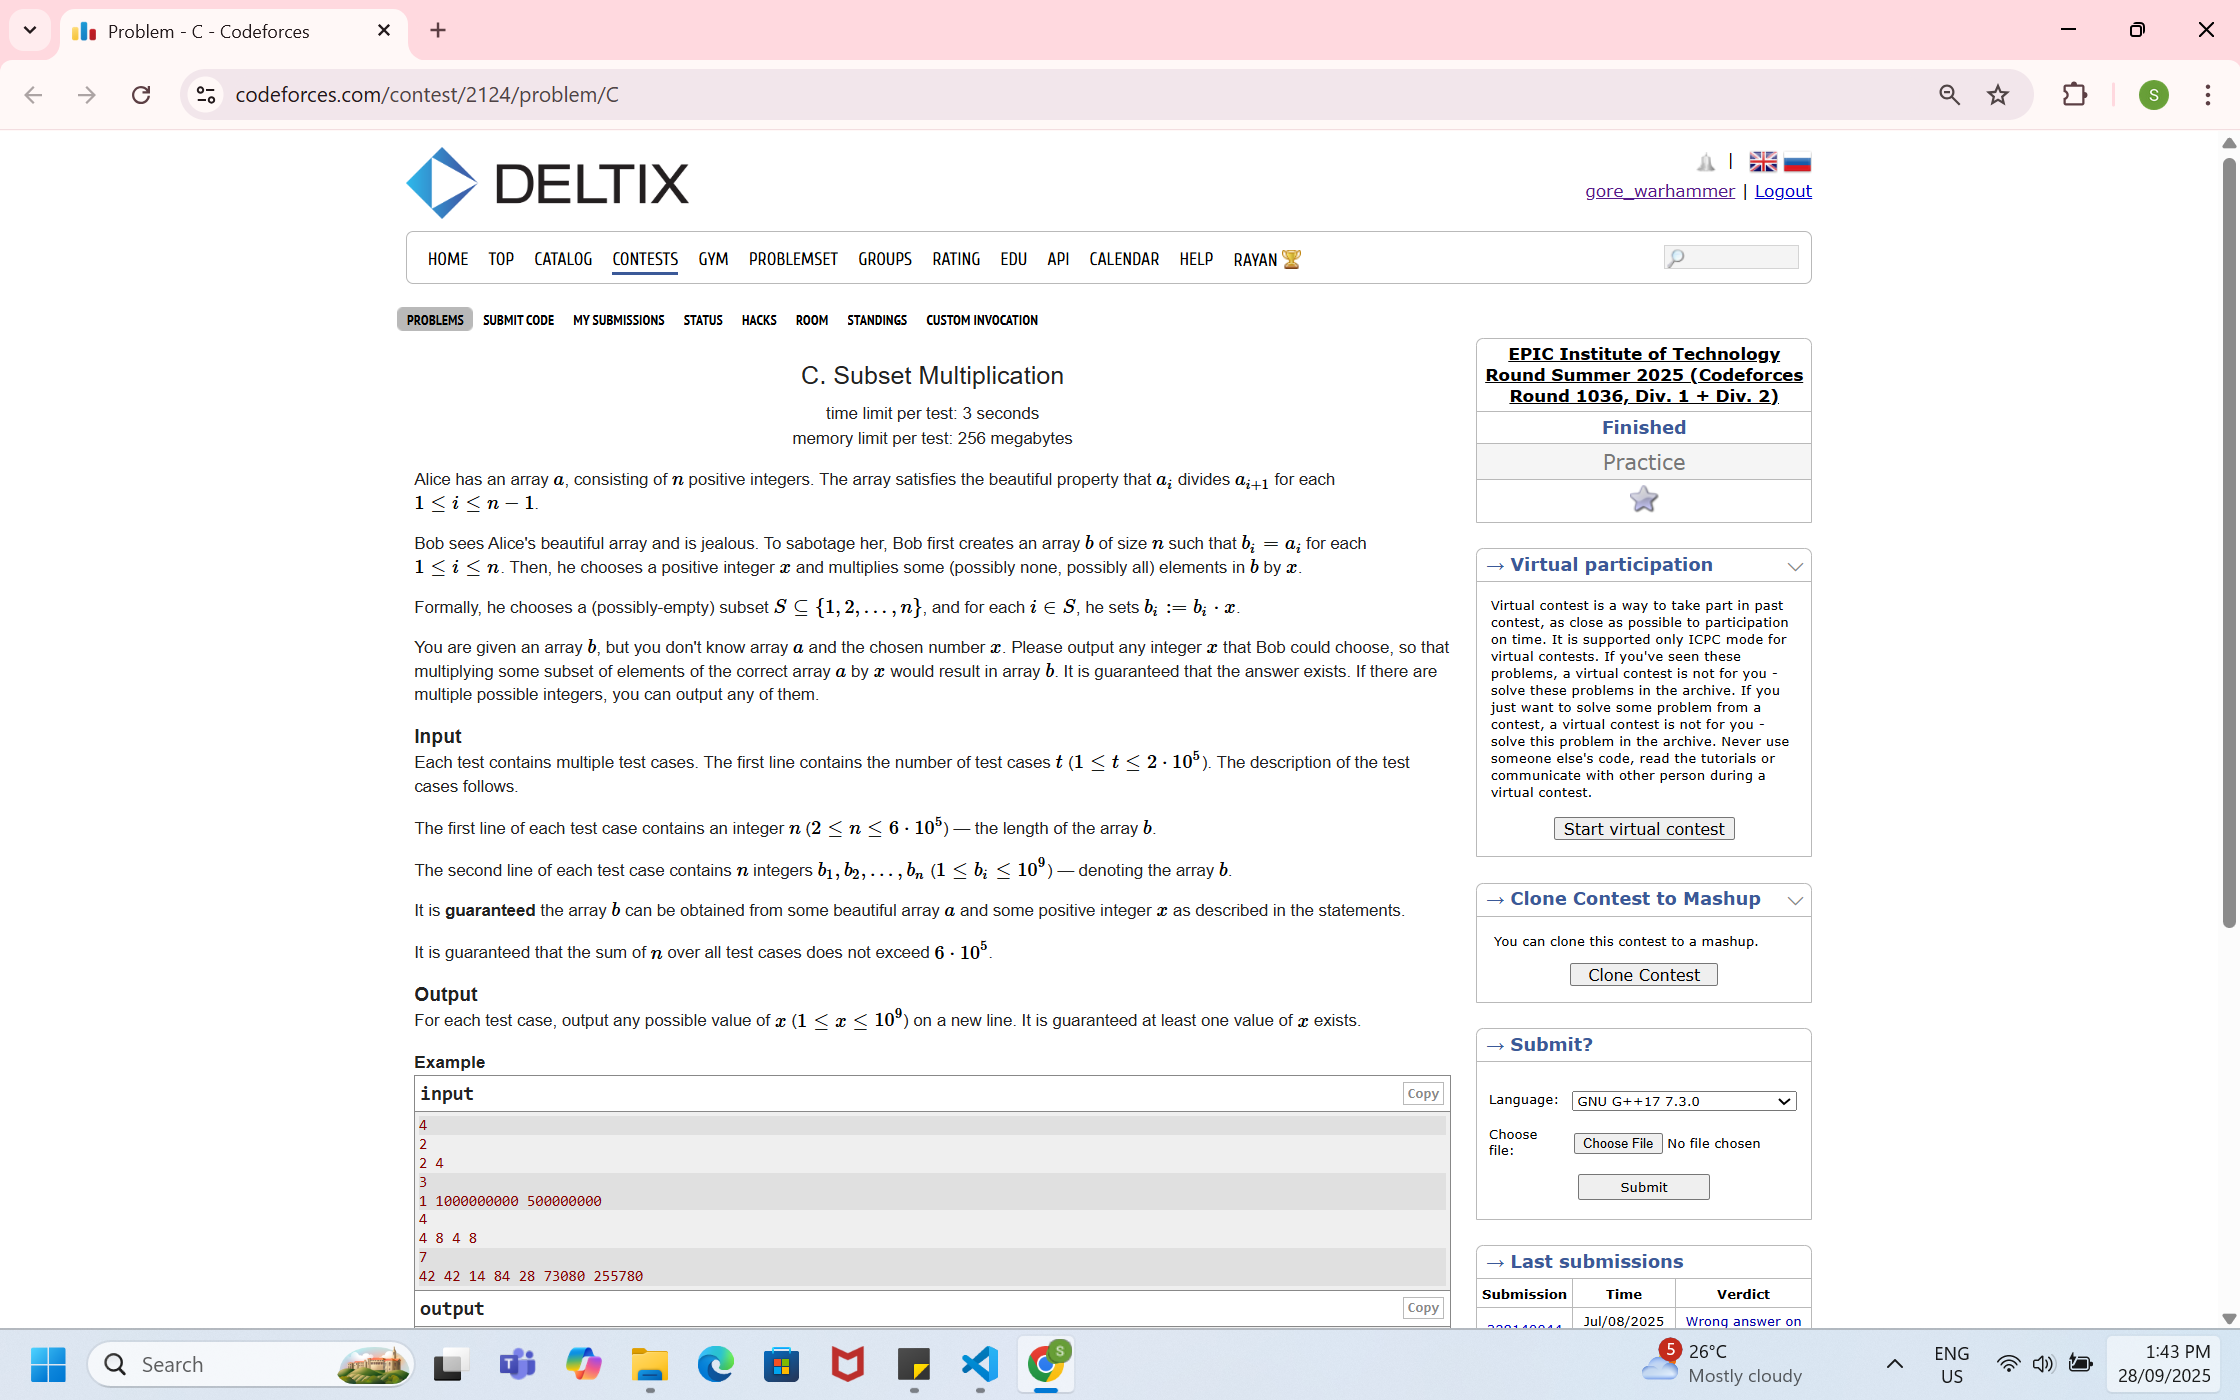 Problem - C - Codeforces
codeforces.com/contest/2124/problem/C
S
DELTIX
|
gore_warhammer | Logout
HOME TOP CATALOG CONTESTS GYM PROBLEMSET GROUPS RATING EDU API CALENDAR HELP RAYAN
PROBLEMS SUBMIT CODE MY SUBMISSIONS STATUS HACKS ROOM STANDINGS CUSTOM INVOCATION
C. Subset Multiplication
time limit per test: 3 seconds
memory limit per test: 256 megabytes
Alice has an array a, consisting of n positive integers. The array satisfies the beautiful property that a_i divides a_{i+1} for each
1 ≤ i ≤ n − 1.
Bob sees Alice's beautiful array and is jealous. To sabotage her, Bob first creates an array b of size n such that b_i = a_i for each
1 ≤ i ≤ n. Then, he chooses a positive integer x and multiplies some (possibly none, possibly all) elements in b by x.
Formally, he chooses a (possibly-empty) subset S ⊆ {1, 2, . . . , n}, and for each i ∈ S, he sets b_i := b_i · x.
You are given an array b, but you don't know array a and the chosen number x. Please output any integer x that Bob could choose, so that
multiplying some subset of elements of the correct array a by x would result in array b. It is guaranteed that the answer exists. If there are
multiple possible integers, you can output any of them.
Input
Each test contains multiple test cases. The first line contains the number of test cases t (1 ≤ t ≤ 2 · 10^5). The description of the test
cases follows.
The first line of each test case contains an integer n (2 ≤ n ≤ 6 · 10^5) — the length of the array b.
The second line of each test case contains n integers b_1, b_2, . . . , b_n (1 ≤ b_i ≤ 10^9) — denoting the array b.
It is guaranteed the array b can be obtained from some beautiful array a and some positive integer x as described in the statements.
It is guaranteed that the sum of n over all test cases does not exceed 6 · 10^5.
Output
For each test case, output any possible value of x (1 ≤ x ≤ 10^9) on a new line. It is guaranteed at least one value of x exists.
Example
input
Copy
4
2
2 4
3
1 1000000000 500000000
4
4 8 4 8
7
42 42 14 84 28 73080 255780
output
Copy
EPIC Institute of Technology
Round Summer 2025 (Codeforces
Round 1036, Div. 1 + Div. 2)
Finished
Practice
→ Virtual participation
Virtual contest is a way to take part in past
contest, as close as possible to participation
on time. It is supported only ICPC mode for
virtual contests. If you've seen these
problems, a virtual contest is not for you -
solve these problems in the archive. If you
just want to solve some problem from a
contest, a virtual contest is not for you -
solve this problem in the archive. Never use
someone else's code, read the tutorials or
communicate with other person during a
virtual contest.
Start virtual contest
→ Clone Contest to Mashup
You can clone this contest to a mashup.
Clone Contest
→ Submit?
Language: GNU G++17 7.3.0
Choose
file:
Choose File No file chosen
Submit
→ Last submissions
Submission Time Verdict
Jul/08/2025 Wrong answer on
Search
S
5
26°C
Mostly cloudy
ENG
US
1:43 PM
28/09/2025